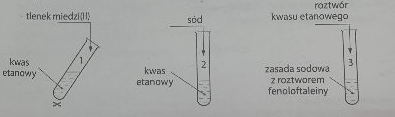 tlenek miedzi(II)
1
kwas
etanowy
sód
2
kwas
etanowy
roztwór
kwasu etanowego
3
zasada sodowa
z roztworem
fenoloftaleiny